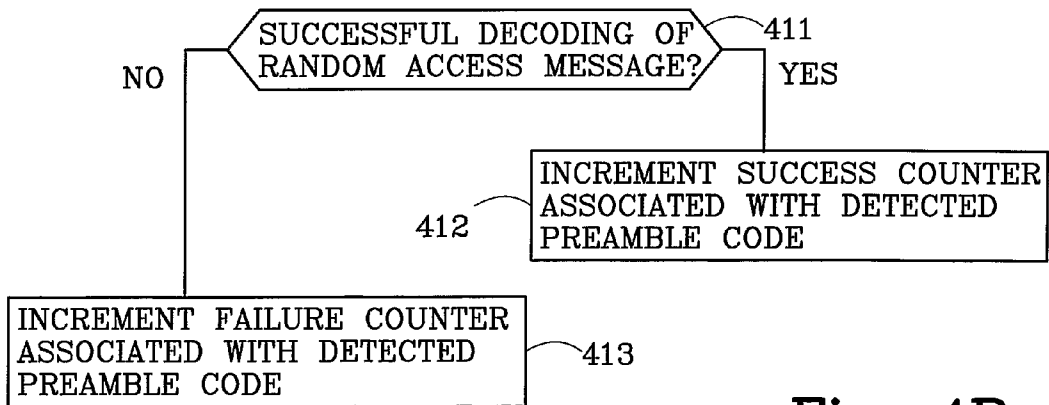 SUCCESSFUL DECODING OF
RANDOM ACCESS MESSAGE?
411
NO
YES
INCREMENT SUCCESS COUNTER
ASSOCIATED WITH DETECTED
PREAMBLE CODE
412
INCREMENT FAILURE COUNTER
ASSOCIATED WITH DETECTED
PREAMBLE CODE
413